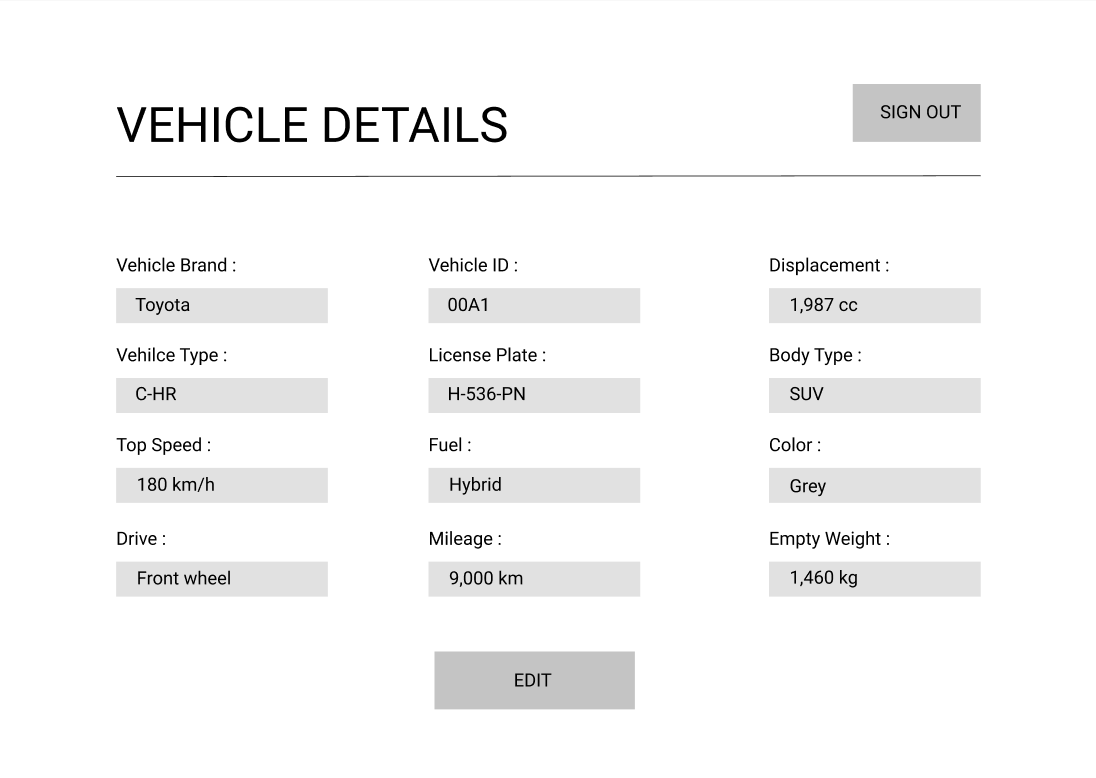 VEHICLE DETAILS
SIGN OUT
Vehicle Brand :
Vehicle ID :
Displacement :
Toyota
00A1
1,987 cc
Vehilce Type :
License Plate :
Body Type :
C-HR
H-536-PN
SUV
Top Speed :
Fuel :
Color :
180 km/h
Hybrid
Grey
Drive :
Mileage :
Empty Weight :
Front wheel
9,000 km
1,460 kg
EDIT